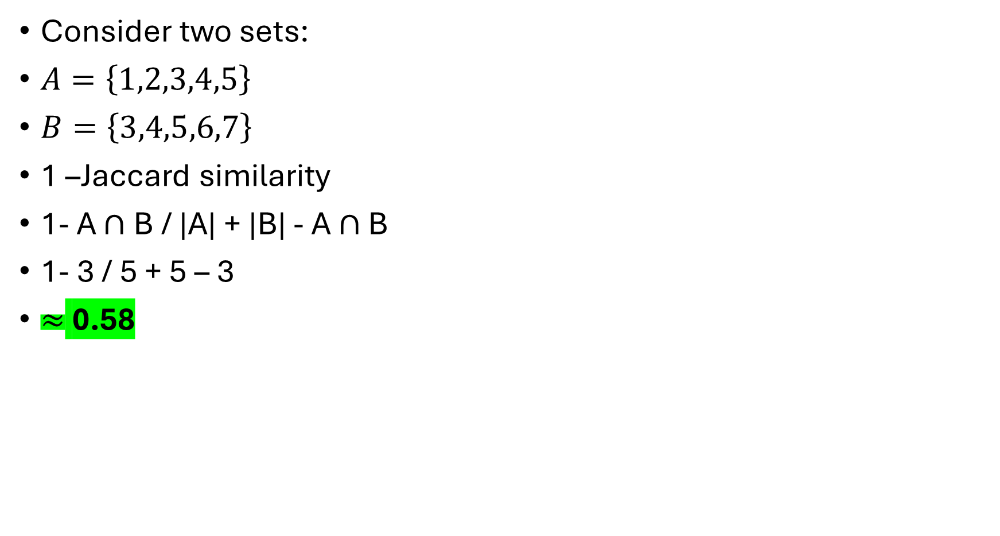 • Consider two sets:
• A = {1,2,3,4,5}
• B = {3,4,5,6,7}
• 1 –Jaccard similarity
• 1- A ∩ B / |A| + |B| - A ∩ B
• 1- 3 / 5 + 5 – 3
• ≈ 0.58